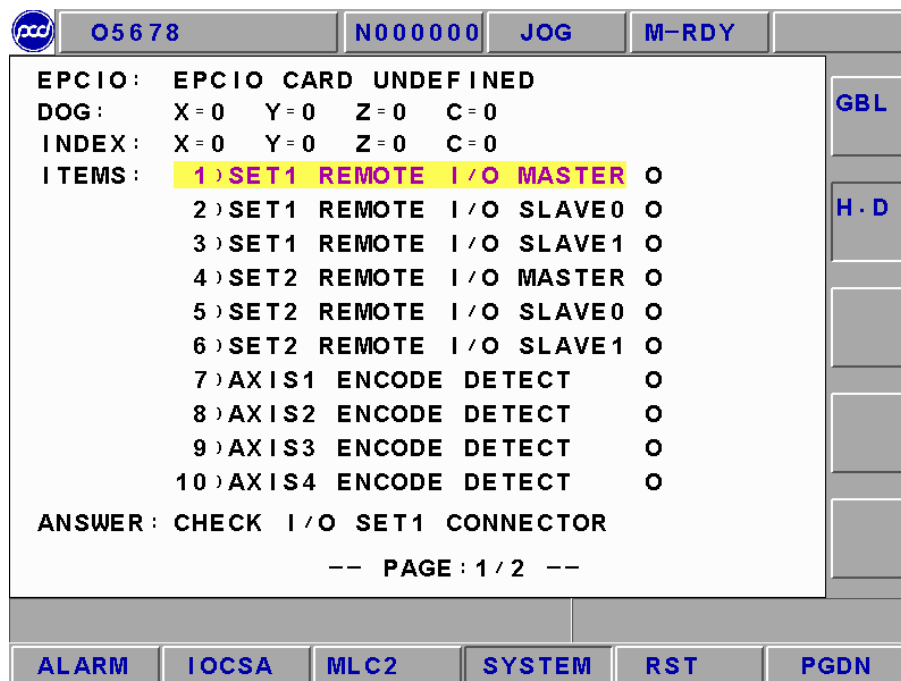 pcd O5678 N000000 JOG M-RDY
EPCIO: EPCIO CARD UNDEFINED
DOG: X=0 Y=0 Z=0 C=0
INDEX: X=0 Y=0 Z=0 C=0
ITEMS: 1)SET1 REMOTE I/O MASTER O
2)SET1 REMOTE I/O SLAVE0 O
3)SET1 REMOTE I/O SLAVE1 O
4)SET2 REMOTE I/O MASTER O
5)SET2 REMOTE I/O SLAVE0 O
6)SET2 REMOTE I/O SLAVE1 O
7)AXIS1 ENCODE DETECT O
8)AXIS2 ENCODE DETECT O
9)AXIS3 ENCODE DETECT O
10)AXIS4 ENCODE DETECT O
ANSWER: CHECK I/O SET1 CONNECTOR
-- PAGE:1/2 --
GBL
H.D
ALARM IOCSA MLC2 SYSTEM RST PGDN